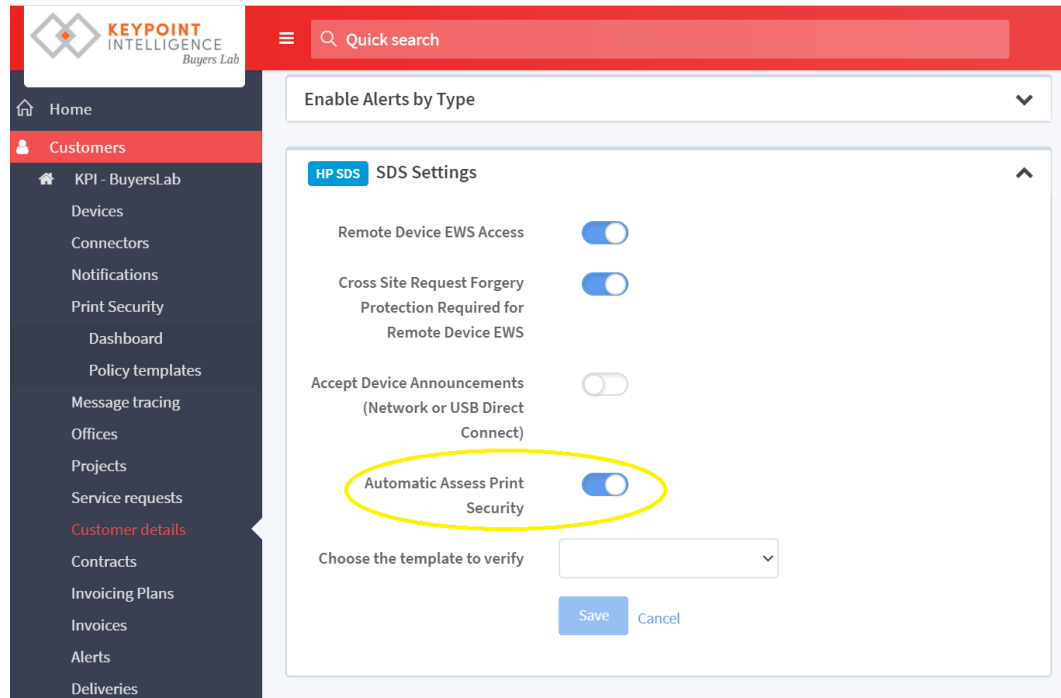 KEYPOINT
INTELLIGENCE
Buyers Lab
Quick search
Home
Customers
KPI - BuyersLab
Devices
Connectors
Notifications
Print Security
Dashboard
Policy templates
Message tracing
Offices
Projects
Service requests
Customer details
Contracts
Invoicing Plans
Invoices
Alerts
Deliveries
Enable Alerts by Type
HP SDS SDS Settings
Remote Device EWS Access
Cross Site Request Forgery
Protection Required for
Remote Device EWS
Accept Device Announcements
(Network or USB Direct
Connect)
Automatic Assess Print
Security
Choose the template to verify
Save Cancel